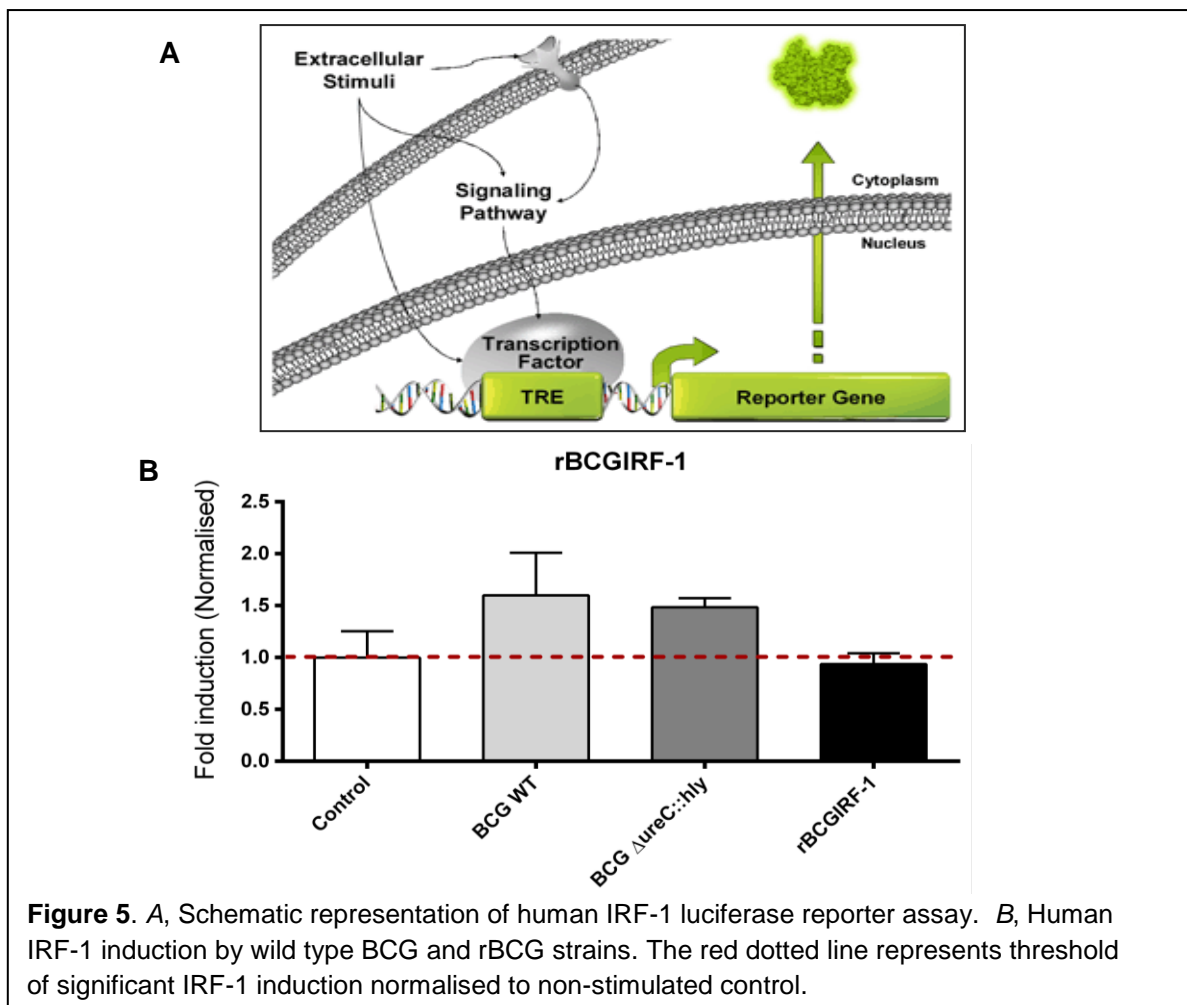 A
Extracellular
Stimuli
Signaling
Pathway
Cytoplasm
Nucleus
Transcription
Factor
TRE
Reporter Gene
B
rBCGIRF-1
Fold induction (Normalised)
2.5
2.0
1.5
1.0
0.5
0.0
Control
BCG WT
BCG ΔureC::hly
rBCGIRF-1
Figure 5. A, Schematic representation of human IRF-1 luciferase reporter assay. B, Human
IRF-1 induction by wild type BCG and rBCG strains. The red dotted line represents threshold
of significant IRF-1 induction normalised to non-stimulated control.